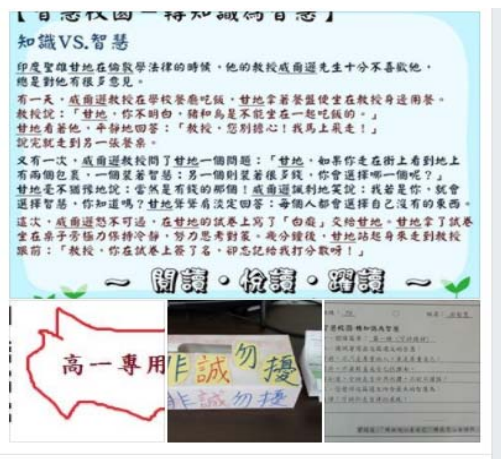 【智慧校園－轉知識為智慧】
知識VS.智慧
印度聖雄甘地在倫敦學法律的時候，他的教授威爾遜先生十分不喜歡他，
總是對他有很多意見。
有一天，威爾遜教授在學校餐廳吃飯，甘地拿著餐盤便坐在教授身邊用餐。
教授說：「甘地，你不明白，豬和鳥是不能坐在一起吃飯的。」
甘地看著他，平靜地回答：「教授，您別擔心！我馬上飛走！」
說完就走到另一張餐桌。
又有一次，威爾遜教授問了甘地一個問題：「甘地，如果你走在街上看到地上
有兩個包裹，一個裝著智慧；另一個則裝著很多錢，你會選擇哪一個呢？」
甘地毫不猶豫地說：當然是有錢的那個！威爾遜諷刺地笑說：我若是你，就會
選擇智慧，你知道嗎？甘地聳聳肩淡定回答：每個人都會選擇自己沒有的東西。
這次，威爾遜怒不可遏，在甘地的試卷上寫了「白癡」交給甘地。甘地拿了試卷
坐在桌子旁極力保持冷靜，努力思考對策。幾分鐘後，甘地站起身來走到教授
跟前：「教授，你在試卷上簽了名，卻忘記給我打分數呀！」
～ 閱讀・悅讀・躍讀 ～
高一專用
非誠勿擾
非誠勿擾